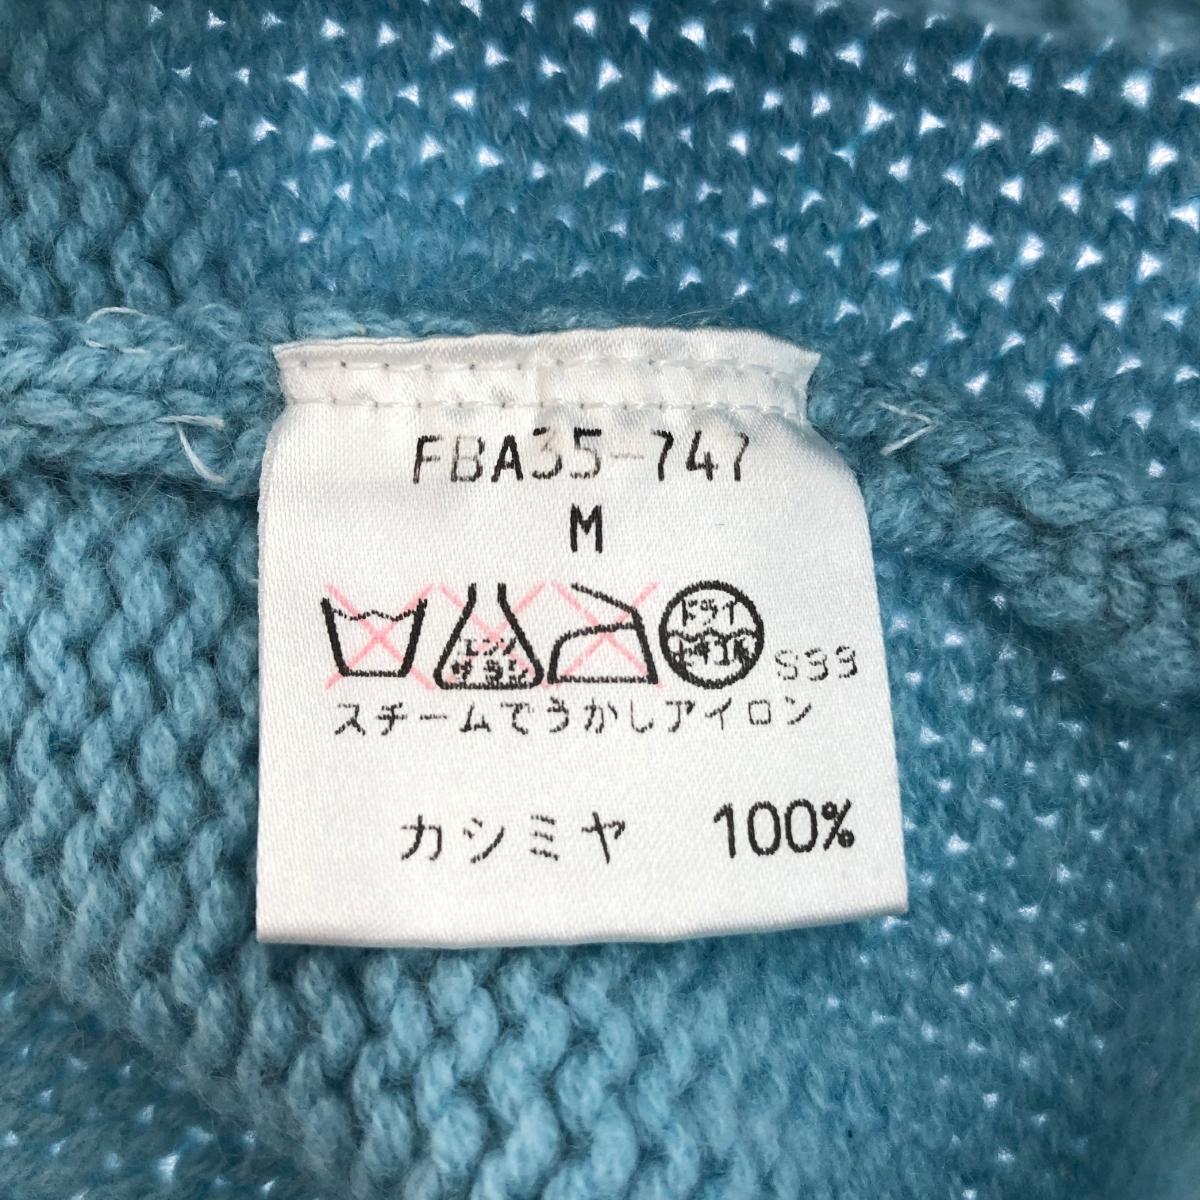 FBA35-747
M
エンソ
サラシ
ドライ
セキユ系
S33
スチームでうかしアイロン
カシミヤ 100%